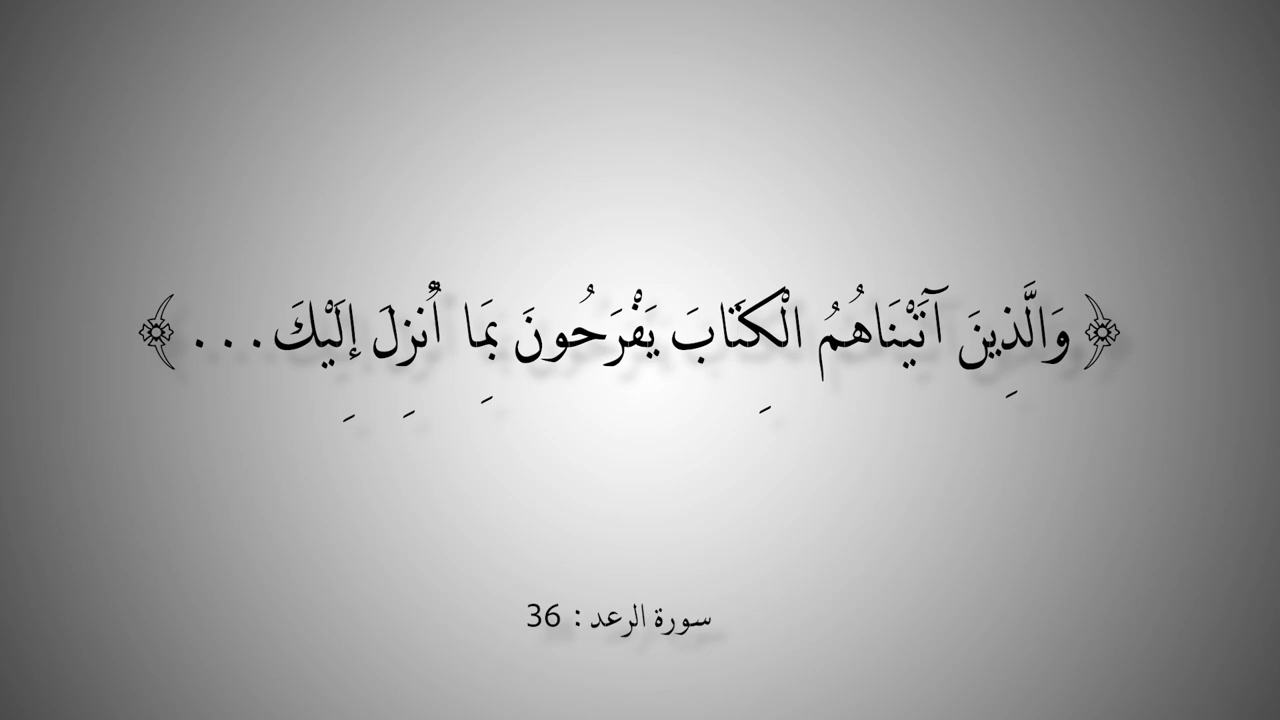 ﴿وَالَّذِينَ آتَيْنَاهُمُ الْكِتَابَ يَفْرَحُونَ بِمَا أُنزِلَ إِلَيْكَ . . . ﴾
سورة الرعد : 36